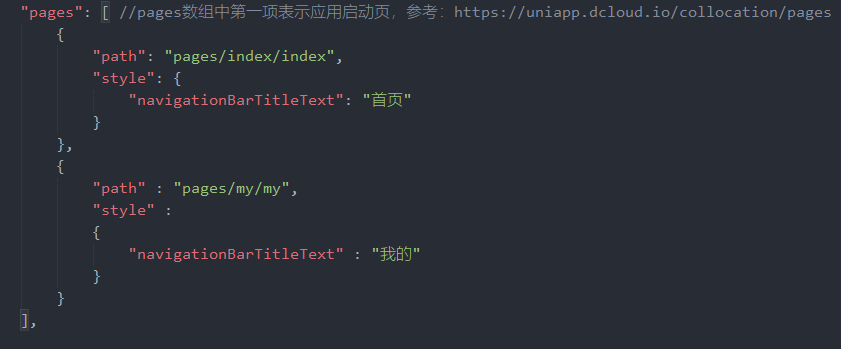 "pages": [ //pages数组中第一项表示应用启动页，参考：https://uniapp.dcloud.io/collocation/pages
{
"path": "pages/index/index",
"style": {
"navigationBarTitleText": "首页"
}
},
{
"path" : "pages/my/my",
"style" :
{
"navigationBarTitleText" : "我的"
}
}
],